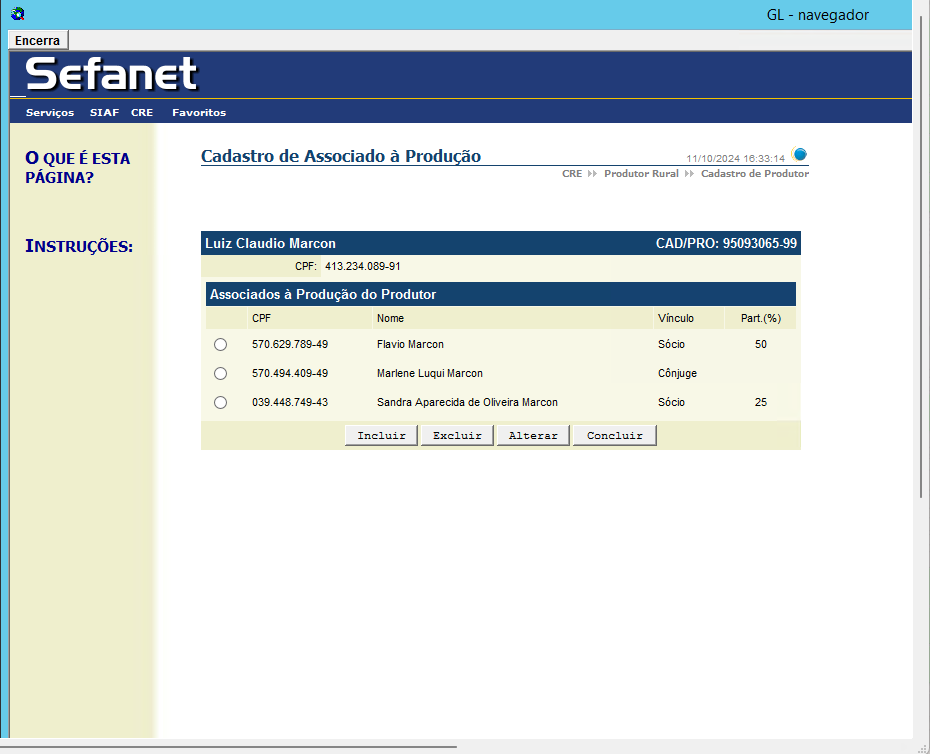 GL - navegador
Encerra
Sefanet
Serviços SIAF CRE Favoritos
O QUE É ESTA PÁGINA?
INSTRUÇÕES:
Cadastro de Associado à Produção 11/10/2024 16:33:14
CRE Produtor Rural Cadastro de Produtor
Luiz Claudio Marcon CAD/PRO: 95093065-99
CPF: 413.234.089-91
Associados à Produção do Produtor
CPF Nome Vínculo Part.(%)
570.629.789-49 Flavio Marcon Sócio 50
570.494.409-49 Marlene Luqui Marcon Cônjuge
039.448.749-43 Sandra Aparecida de Oliveira Marcon Sócio 25
Incluir Excluir Alterar Concluir